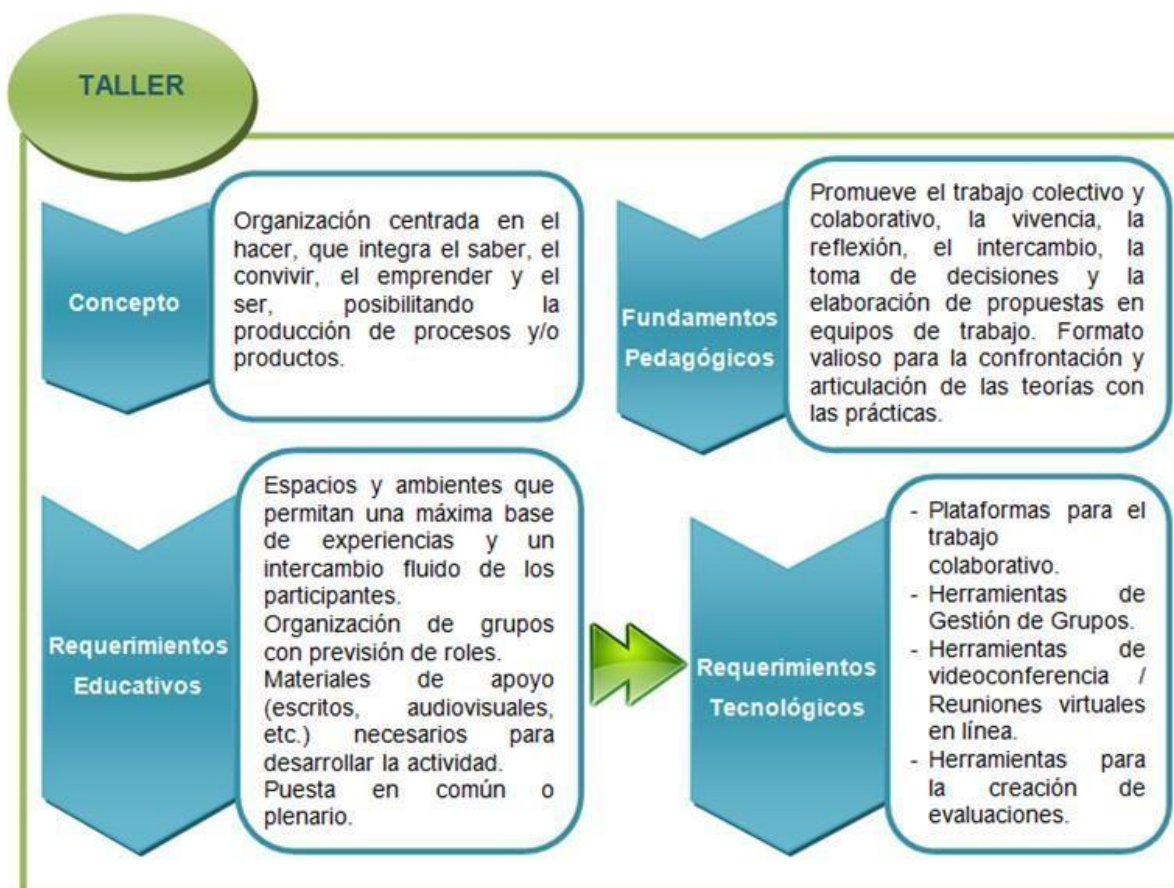 TALLER
Concepto
Organización centrada en el
hacer, que integra el saber, el
convivir, el emprender y el
ser, posibilitando la
producción de procesos y/o
productos.
Fundamentos
Pedagógicos
Promueve el trabajo colectivo y
colaborativo, la vivencia, la
reflexión, el intercambio, la
toma de decisiones y la
elaboración de propuestas en
equipos de trabajo. Formato
valioso para la confrontación y
articulación de las teorías con
las prácticas.
Requerimientos
Educativos
Espacios y ambientes que
permitan una máxima base
de experiencias y un
intercambio fluido de los
participantes.
Organización de grupos
con previsión de roles.
Materiales de apoyo
(escritos, audiovisuales,
etc.) necesarios para
desarrollar la actividad.
Puesta en común o
plenario.
Requerimientos
Tecnológicos
- Plataformas para el
trabajo
colaborativo.
- Herramientas de
Gestión de Grupos.
- Herramientas de
videoconferencia /
Reuniones virtuales
en línea.
- Herramientas para
la creación de
evaluaciones.